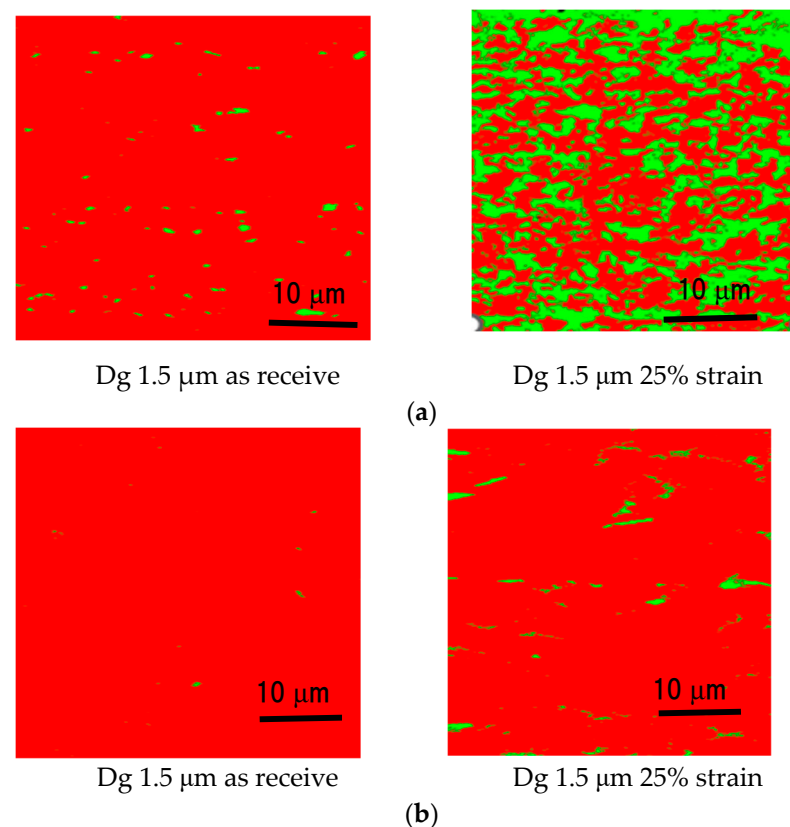 10 μm
10 μm
Dg 1.5 μm as receive
Dg 1.5 μm 25% strain
(a)
10 μm
10 μm
Dg 1.5 μm as receive
Dg 1.5 μm 25% strain
(b)